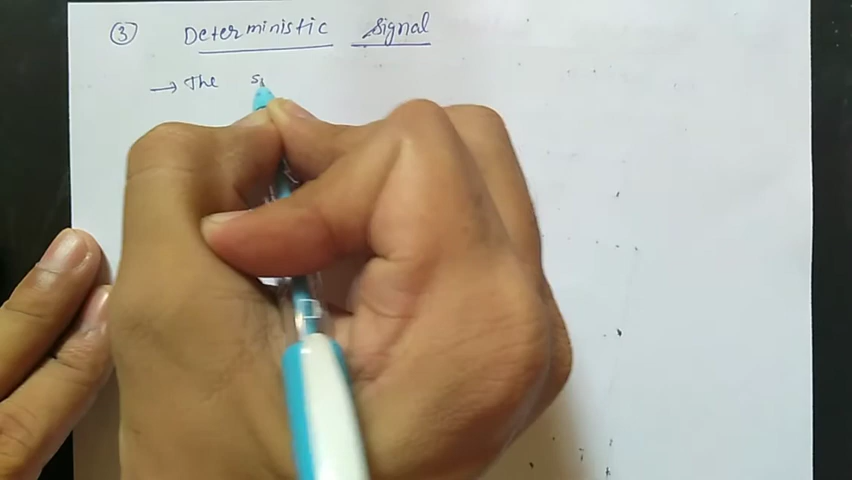 ③ Deterministic Signal
→ The